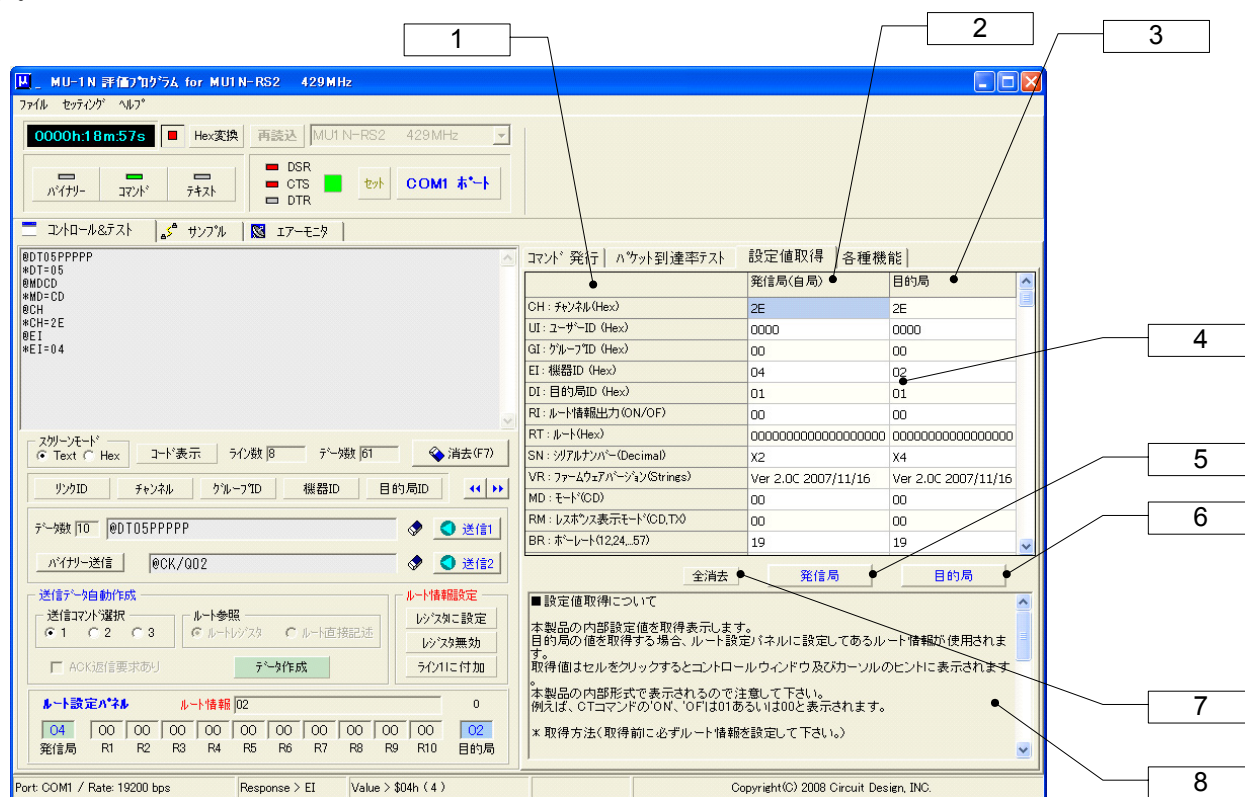 1
2
3
μ_ MU-1N 評価ﾌﾟﾛｸﾞﾗﾑ for MU1N-RS2 429MHz
ﾌｧｲﾙ ｾｯﾃｨﾝｸﾞ ﾍﾙﾌﾟ
0000h:18m:57s Hex変換 再読込 MU1N-RS2 429MHz
DSR
CTS
DTR
ﾊﾞｲﾅﾘｰ ｺﾏﾝﾄﾞ ﾃｷｽﾄ ｾｯﾄ COM1 ﾎﾟｰﾄ
ｺﾝﾄﾛｰﾙ&ﾃｽﾄ ｻﾝﾌﾟﾙ ｴｱｰﾓﾆﾀ
@DT05PPPPP
*DT=05
@MDCD
*MD=CD
@CH
*CH=2E
@EI
*EI=04
ｺﾏﾝﾄﾞ発行 ﾊﾟｹｯﾄ到達率ﾃｽﾄ 設定値取得 各種機能
発信局(自局) 目的局
CH : ﾁｬﾝﾈﾙ(Hex) 2E 2E
UI : ﾕｰｻﾞｰID (Hex) 0000 0000
GI : ｸﾞﾙｰﾌﾟID (Hex) 00 00
EI : 機器ID (Hex) 04 02
DI : 目的局ID (Hex) 01 01
RI : ﾙｰﾄ情報出力(ON/OF) 00 00
RT : ﾙｰﾄ(Hex) 0000000000000000000 0000000000000000
SN : ｼﾘｱﾙﾅﾝﾊﾞｰ(Decimal) X2 X4
VR : ﾌｧｰﾑｳｪｱﾊﾞｰｼﾞｮﾝ(Strings) Ver 2.0C 2007/11/16 Ver 2.0C 2007/11/16
MD : ﾓｰﾄﾞ(CD) 00 00
RM : ﾚｽﾎﾟﾝｽ表示ﾓｰﾄﾞ(CD,TX) 00 00
BR : ﾎﾞｰﾚｰﾄ(12,24,..57) 19 19
4
5
6
7
8
ｽｸﾘｰﾝﾓｰﾄﾞ
Text Hex ｺｰﾄﾞ表示 ﾗｲﾝ数 8 ﾃﾞｰﾀ数 61 消去(F7)
ﾘﾝｸID ﾁｬﾝﾈﾙ ｸﾞﾙｰﾌﾟID 機器ID 目的局ID
ﾃﾞｰﾀ数 10 @DT05PPPPP 送信1
ﾊﾞｲﾅﾘｰ送信 @CK/Q02 送信2
送信ﾃﾞｰﾀ自動作成
送信ｺﾏﾝﾄﾞ選択
1 2 3
ﾙｰﾄ参照
ﾙｰﾄﾚｼﾞｽﾀ ﾙｰﾄ直接記述
ACK返信要求あり ﾃﾞｰﾀ作成
ﾙｰﾄ情報設定
ﾚｼﾞｽﾀに設定
ﾚｼﾞｽﾀ無効
ﾗｲﾝ1に付加
ﾙｰﾄ設定ﾊﾟﾈﾙ ﾙｰﾄ情報 02 0
04 00 00 00 00 00 00 00 00 00 00 02
発信局 R1 R2 R3 R4 R5 R6 R7 R8 R9 R10 目的局
全消去 発信局 目的局
■設定値取得について
本製品の内部設定値を取得表示します。
目的局の値を取得する場合、ルート設定パネルに設定してあるルート情報が使用されま
す。
取得値はセルをクリックするとコントロールウィンドウ及びカーソルのヒントに表示されます
。
本製品の内部形式で表示されるので注意して下さい。
例えば、CTコマンドの'ON'、'OF'は01あるいは00と表示されます。
＊取得方法(取得前に必ずルート情報を設定して下さい。)
Port: COM1 / Rate: 19200 bps Response > EI Value > $04h ( 4 ) Copyright(C) 2008 Circuit Design, INC.